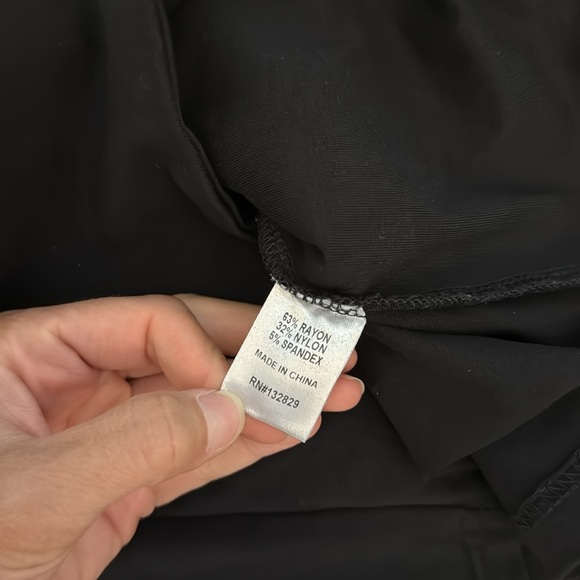 63% RAYON
32% NYLON
5% SPANDEX
MADE IN CHINA
RN#132829